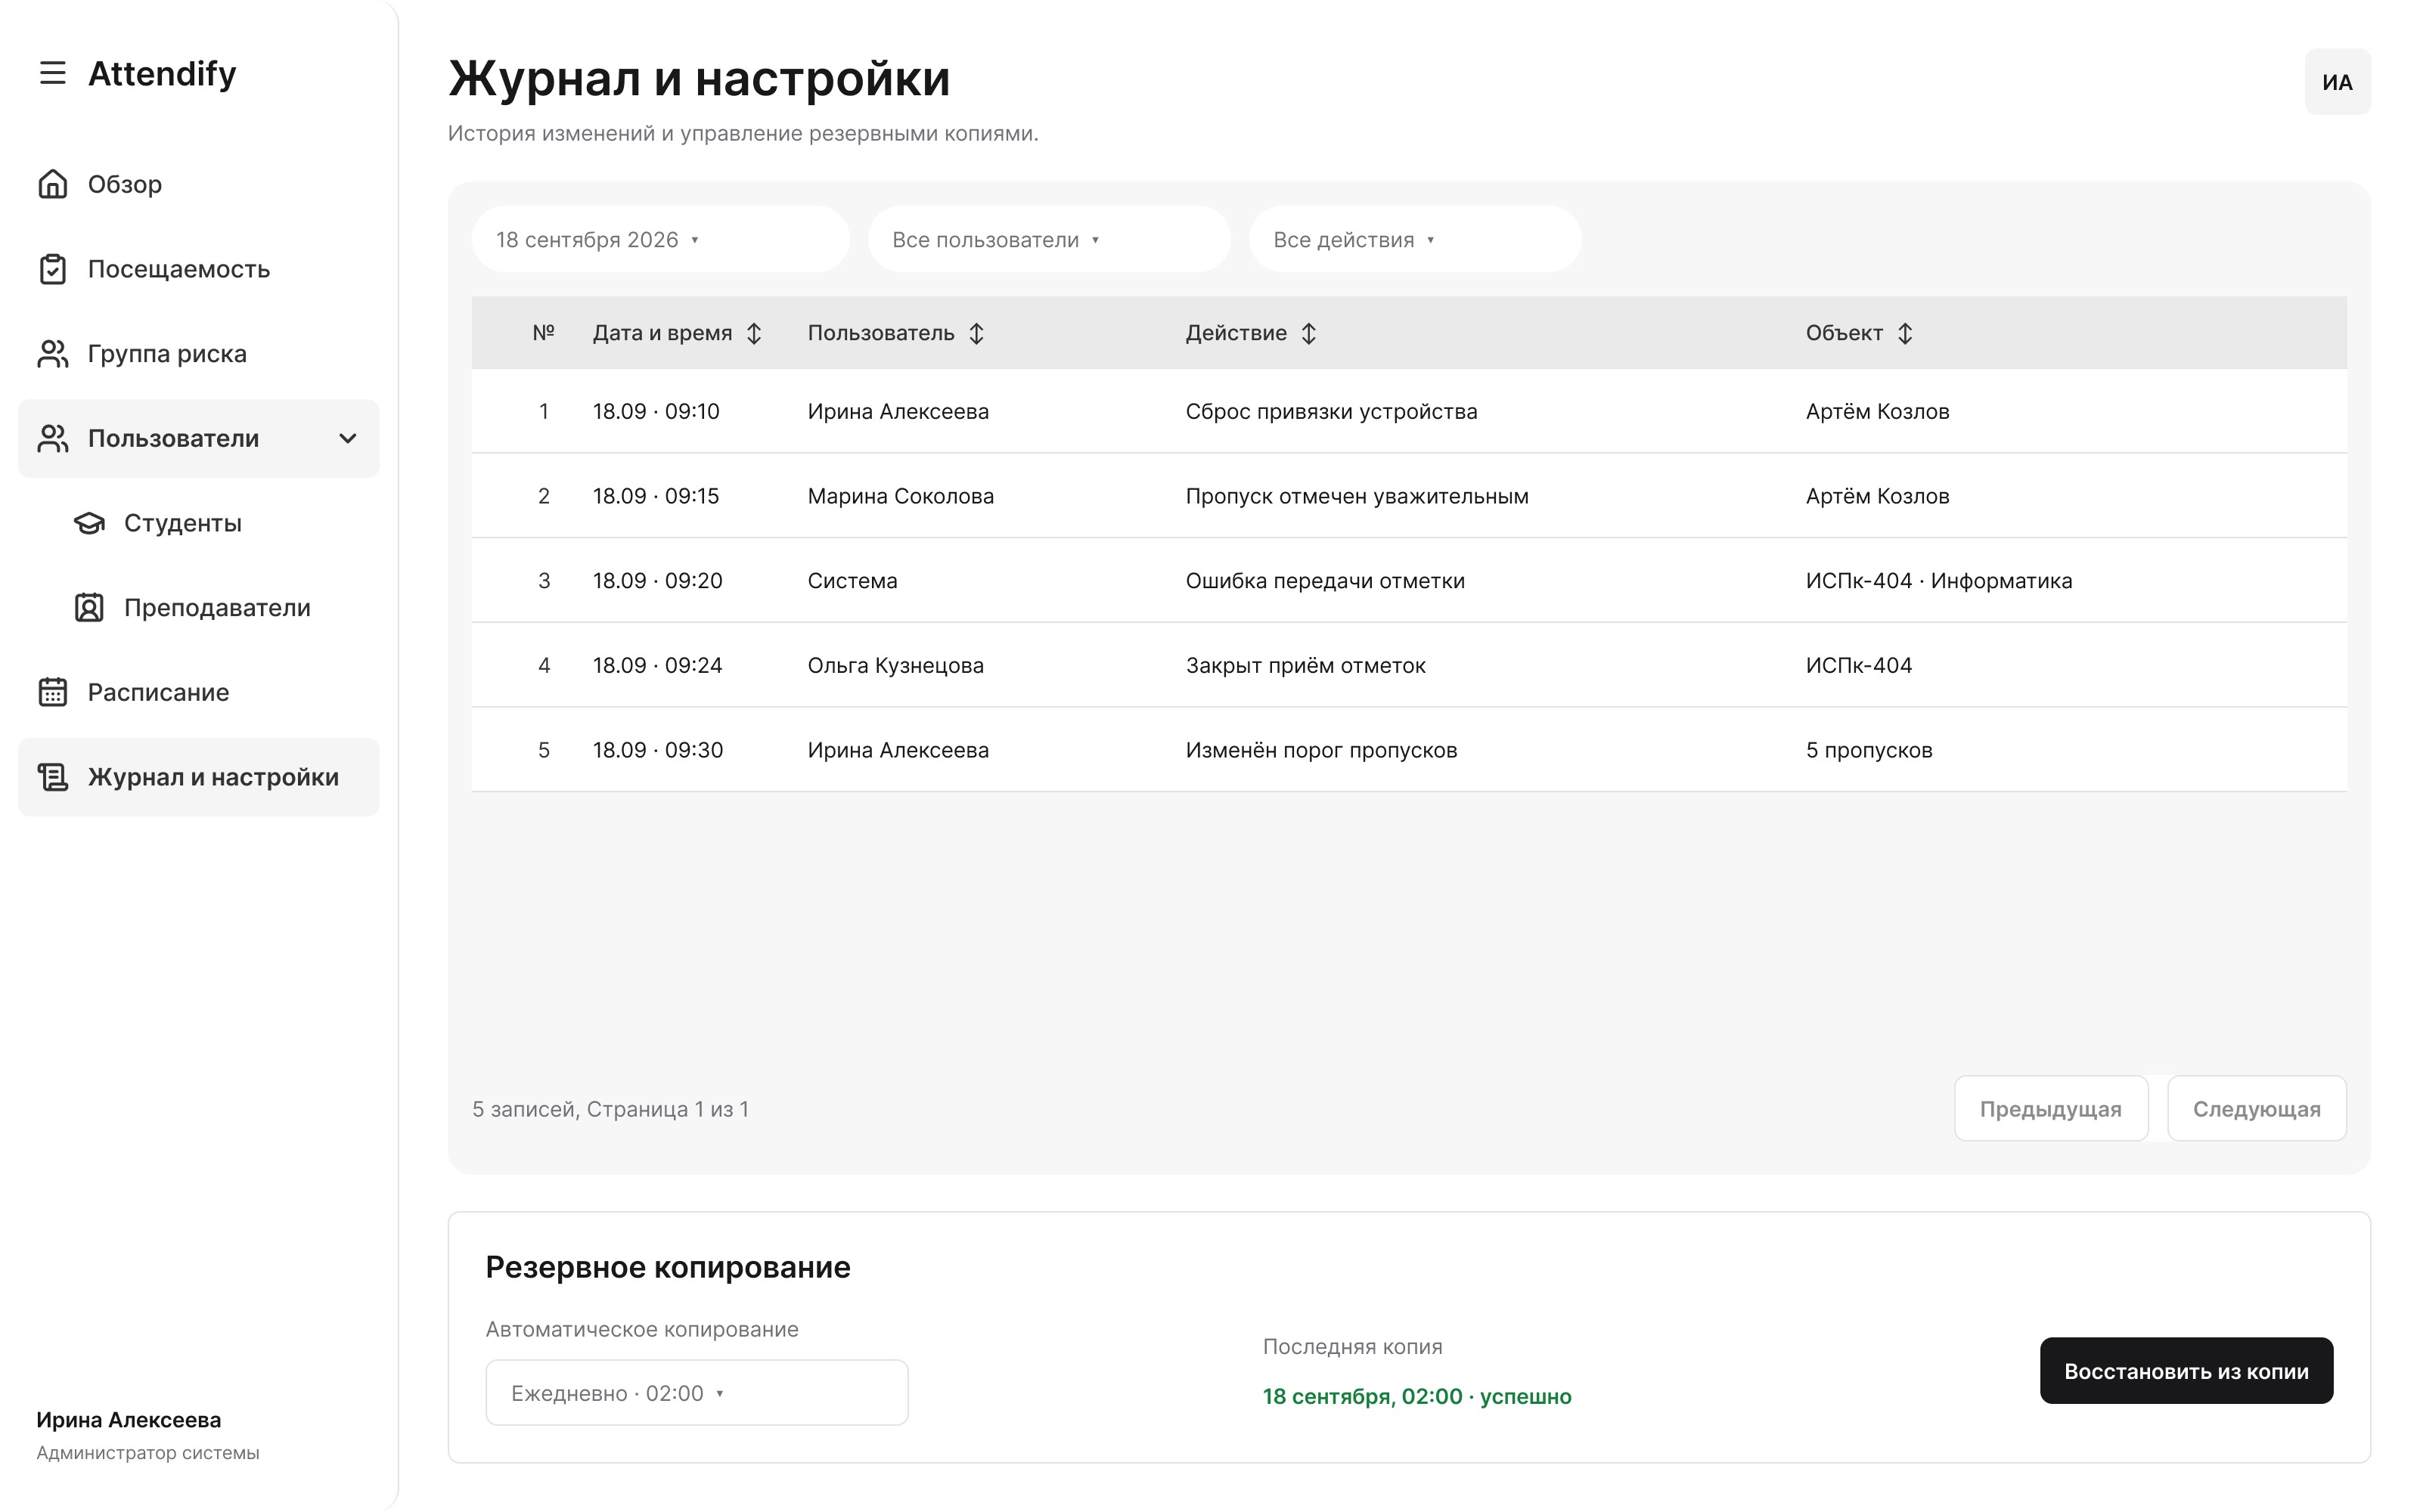 Attendify
Обзор
Посещаемость
Группа риска
Пользователи
Студенты
Преподаватели
Расписание
Журнал и настройки
Ирина Алексеева
Администратор системы
Журнал и настройки
История изменений и управление резервными копиями.
ИА
18 сентября 2026 ▾ Все пользователи ▾ Все действия ▾
№ Дата и время Пользователь Действие Объект
1 18.09 · 09:10 Ирина Алексеева Сброс привязки устройства Артём Козлов
2 18.09 · 09:15 Марина Соколова Пропуск отмечен уважительным Артём Козлов
3 18.09 · 09:20 Система Ошибка передачи отметки ИСПк-404 · Информатика
4 18.09 · 09:24 Ольга Кузнецова Закрыт приём отметок ИСПк-404
5 18.09 · 09:30 Ирина Алексеева Изменён порог пропусков 5 пропусков
5 записей, Страница 1 из 1
Предыдущая Следующая
Резервное копирование
Автоматическое копирование
Ежедневно · 02:00 ▾
Последняя копия
18 сентября, 02:00 · успешно
Восстановить из копии